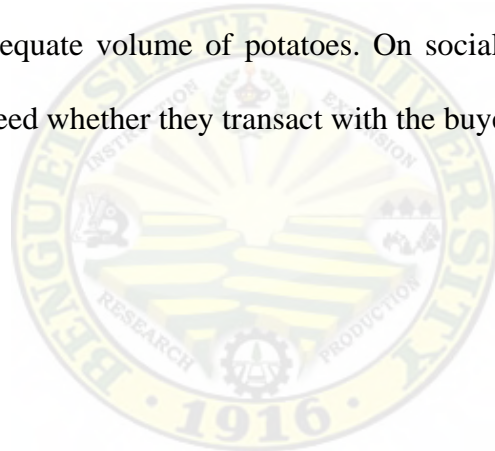 equate volume of potatoes. On social
eed whether they transact with the buye
BENGUET STATE UNIVERSITY
INSTRUCTION
EXTENSION
RESEARCH
PRODUCTION
· 1916 ·